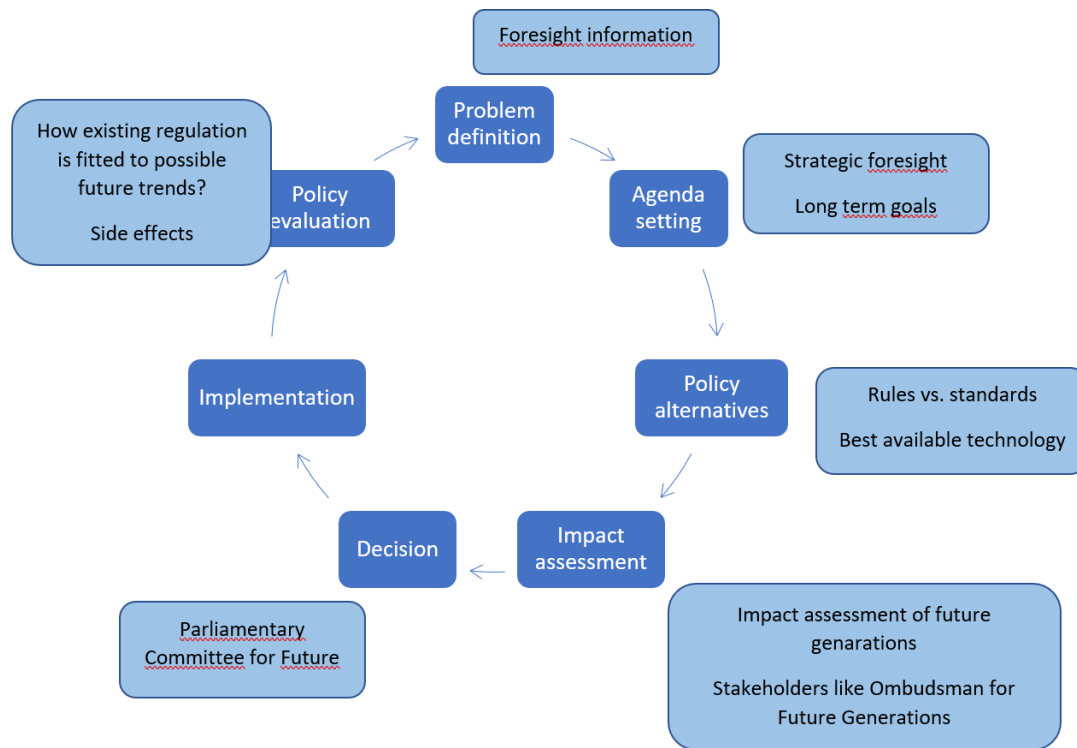 Foresight information
Problem
definition
Strategic foresight
Long term goals
Agenda
setting
Rules vs. standards
Best available technology
Policy
alternatives
Impact assessment of future
genarations
Stakeholders like Ombudsman for
Future Generations
Impact
assessment
Decision
Parliamentary
Committee for Future
Implementation
How existing regulation
is fitted to possible
future trends?
Side effects
Policy
evaluation